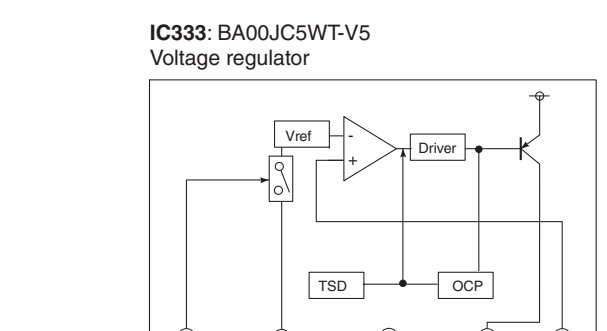 IC333: BA00JC5WT-V5
Voltage regulator
Vref
-
+
Driver
TSD
OCP